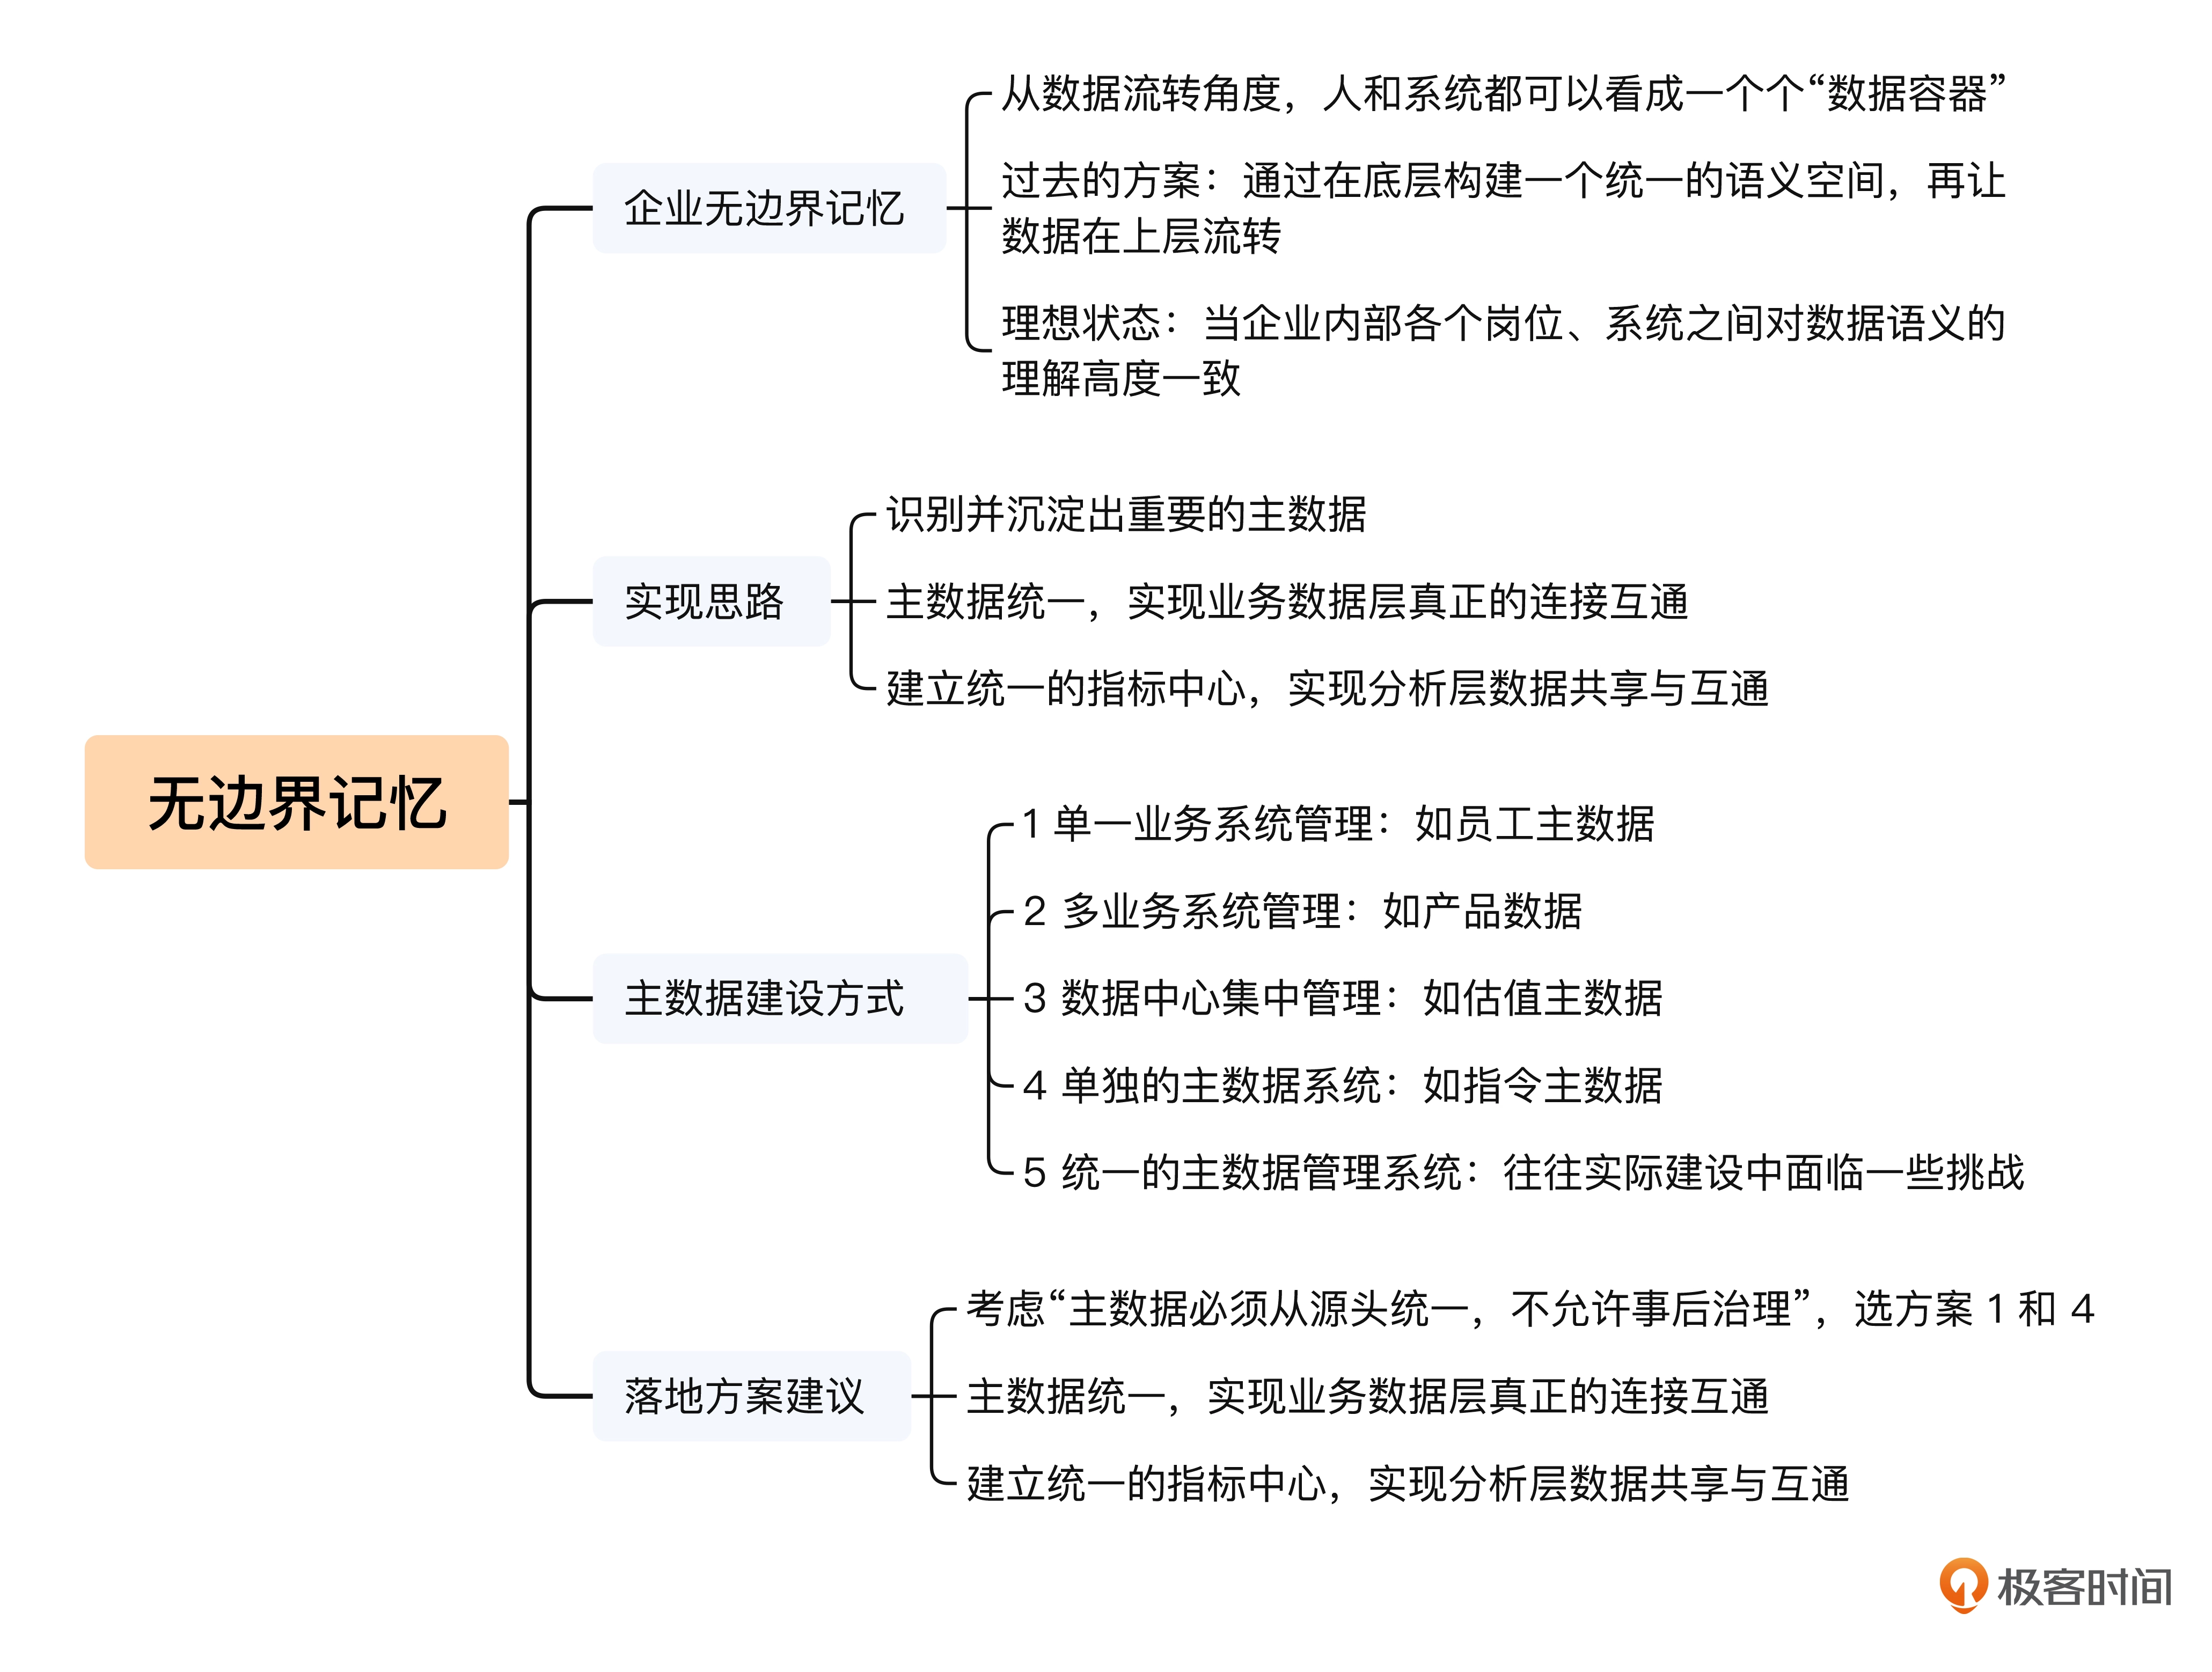 无边界记忆
企业无边界记忆
从数据流转角度，人和系统都可以看成一个个“数据容器”
过去的方案：通过在底层构建一个统一的语义空间，再让
数据在上层流转
理想状态：当企业内部各个岗位、系统之间对数据语义的
理解高度一致
实现思路
识别并沉淀出重要的主数据
主数据统一，实现业务数据层真正的连接互通
建立统一的指标中心，实现分析层数据共享与互通
主数据建设方式
1 单一业务系统管理：如员工主数据
2 多业务系统管理：如产品数据
3 数据中心集中管理：如估值主数据
4 单独的主数据系统：如指令主数据
5 统一的主数据管理系统：往往实际建设中面临一些挑战
落地方案建议
考虑“主数据必须从源头统一，不允许事后治理”，选方案 1 和 4
主数据统一，实现业务数据层真正的连接互通
建立统一的指标中心，实现分析层数据共享与互通
极客时间